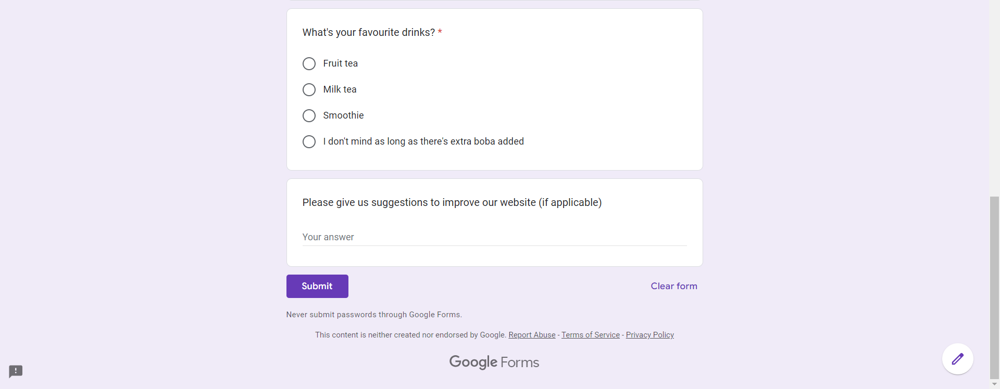 What's your favourite drinks? *
Fruit tea
Milk tea
Smoothie
I don't mind as long as there's extra boba added
Please give us suggestions to improve our website (if applicable)
Your answer
Submit
Clear form
Never submit passwords through Google Forms.
This content is neither created nor endorsed by Google. Report Abuse - Terms of Service - Privacy Policy
Google Forms